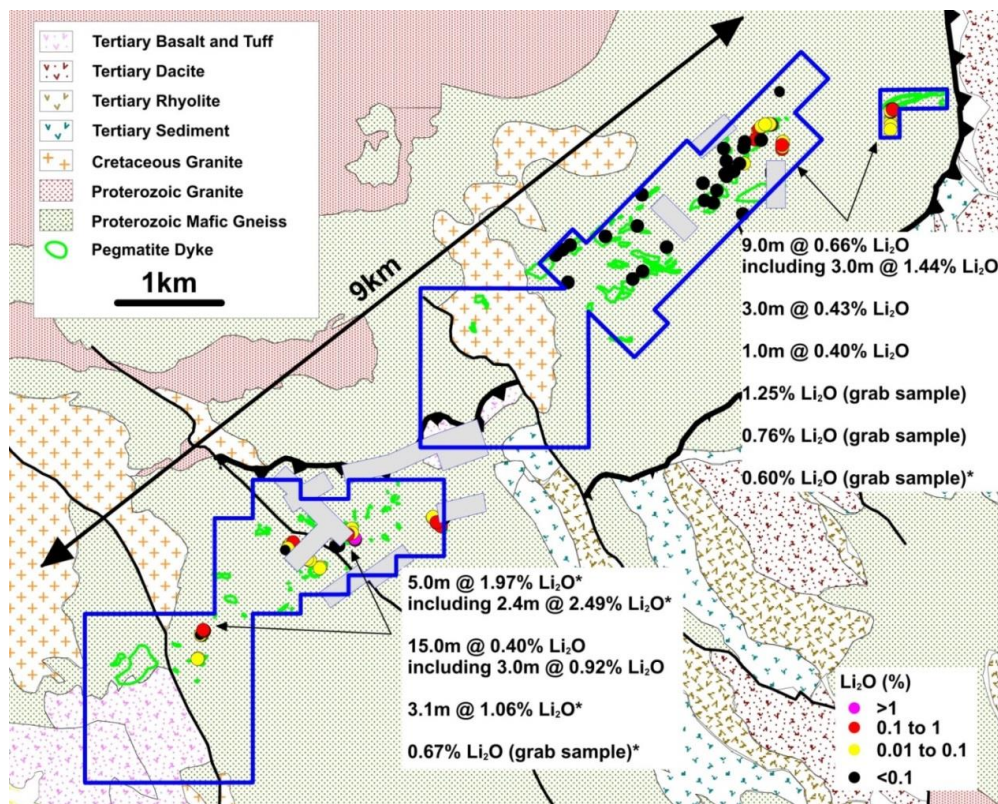 Tertiary Basalt and Tuff
Tertiary Dacite
Tertiary Rhyolite
Tertiary Sediment
Cretaceous Granite
Proterozoic Granite
Proterozoic Mafic Gneiss
Pegmatite Dyke
1km
9km
9.0m @ 0.66% Li₂O
including 3.0m @ 1.44% Li₂O
3.0m @ 0.43% Li₂O
1.0m @ 0.40% Li₂O
1.25% Li₂O (grab sample)
0.76% Li₂O (grab sample)
0.60% Li₂O (grab sample)*
5.0m @ 1.97% Li₂O*
including 2.4m @ 2.49% Li₂O*
15.0m @ 0.40% Li₂O
including 3.0m @ 0.92% Li₂O
3.1m @ 1.06% Li₂O*
0.67% Li₂O (grab sample)*
Li₂O (%)
>1
0.1 to 1
0.01 to 0.1
<0.1